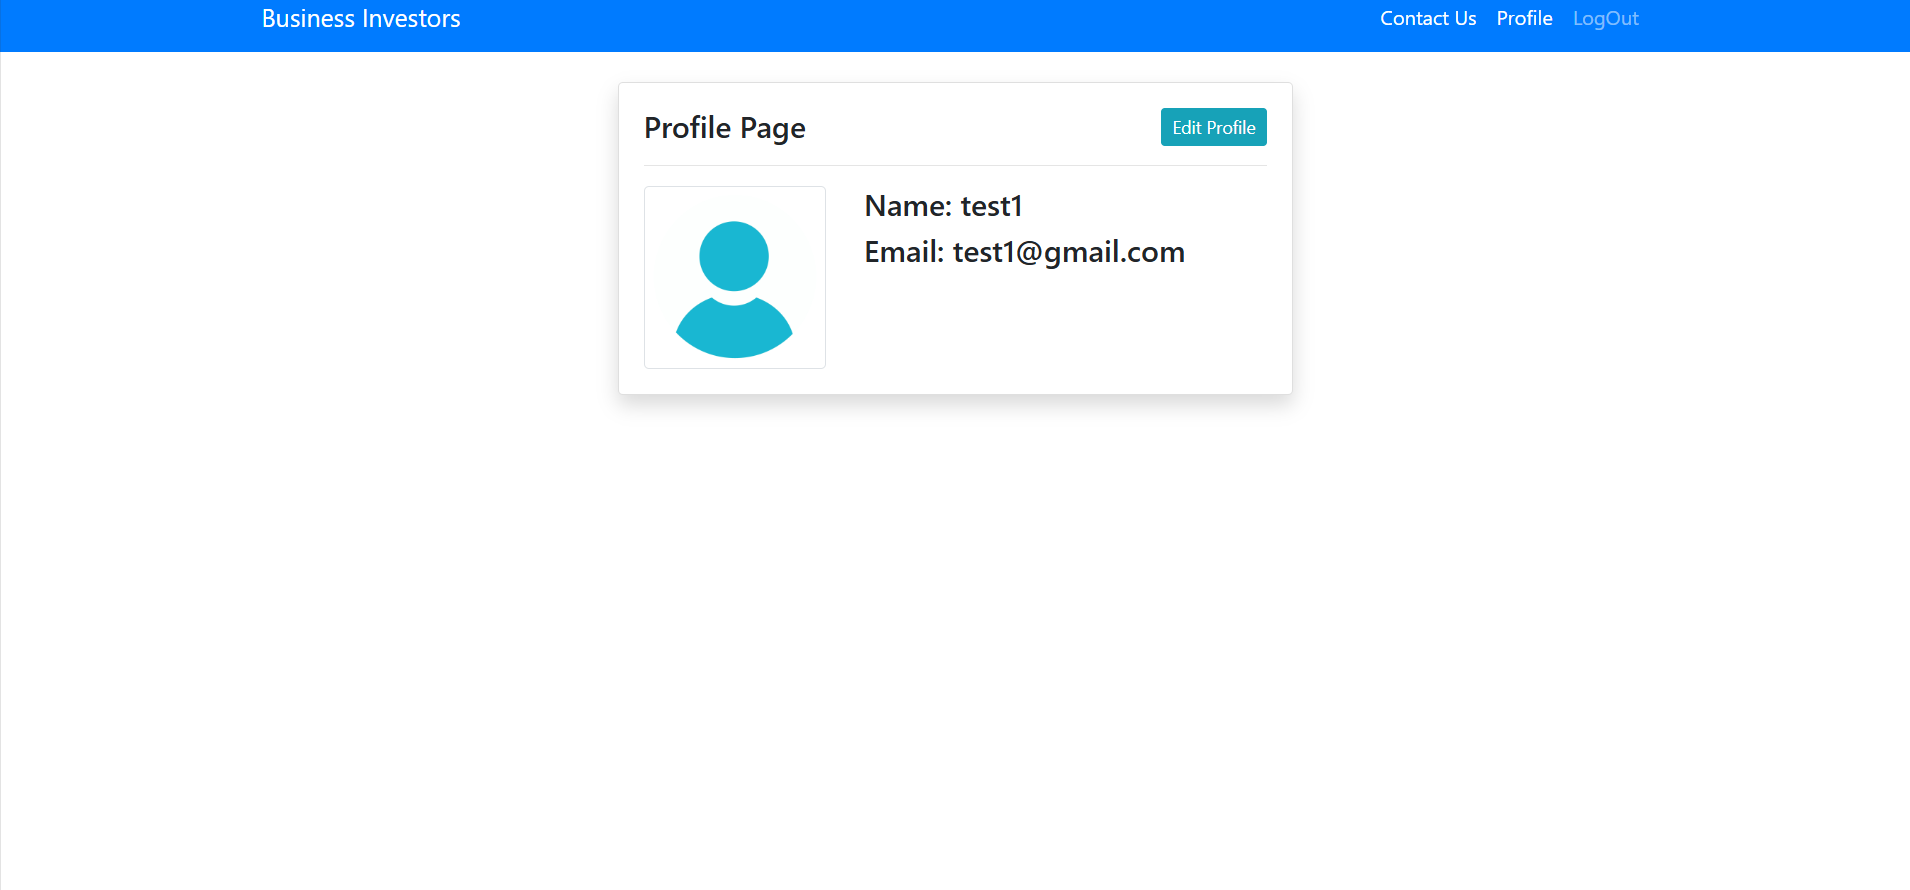 Business Investors Contact Us Profile LogOut
Profile Page Edit Profile
Name: test1
Email: test1@gmail.com